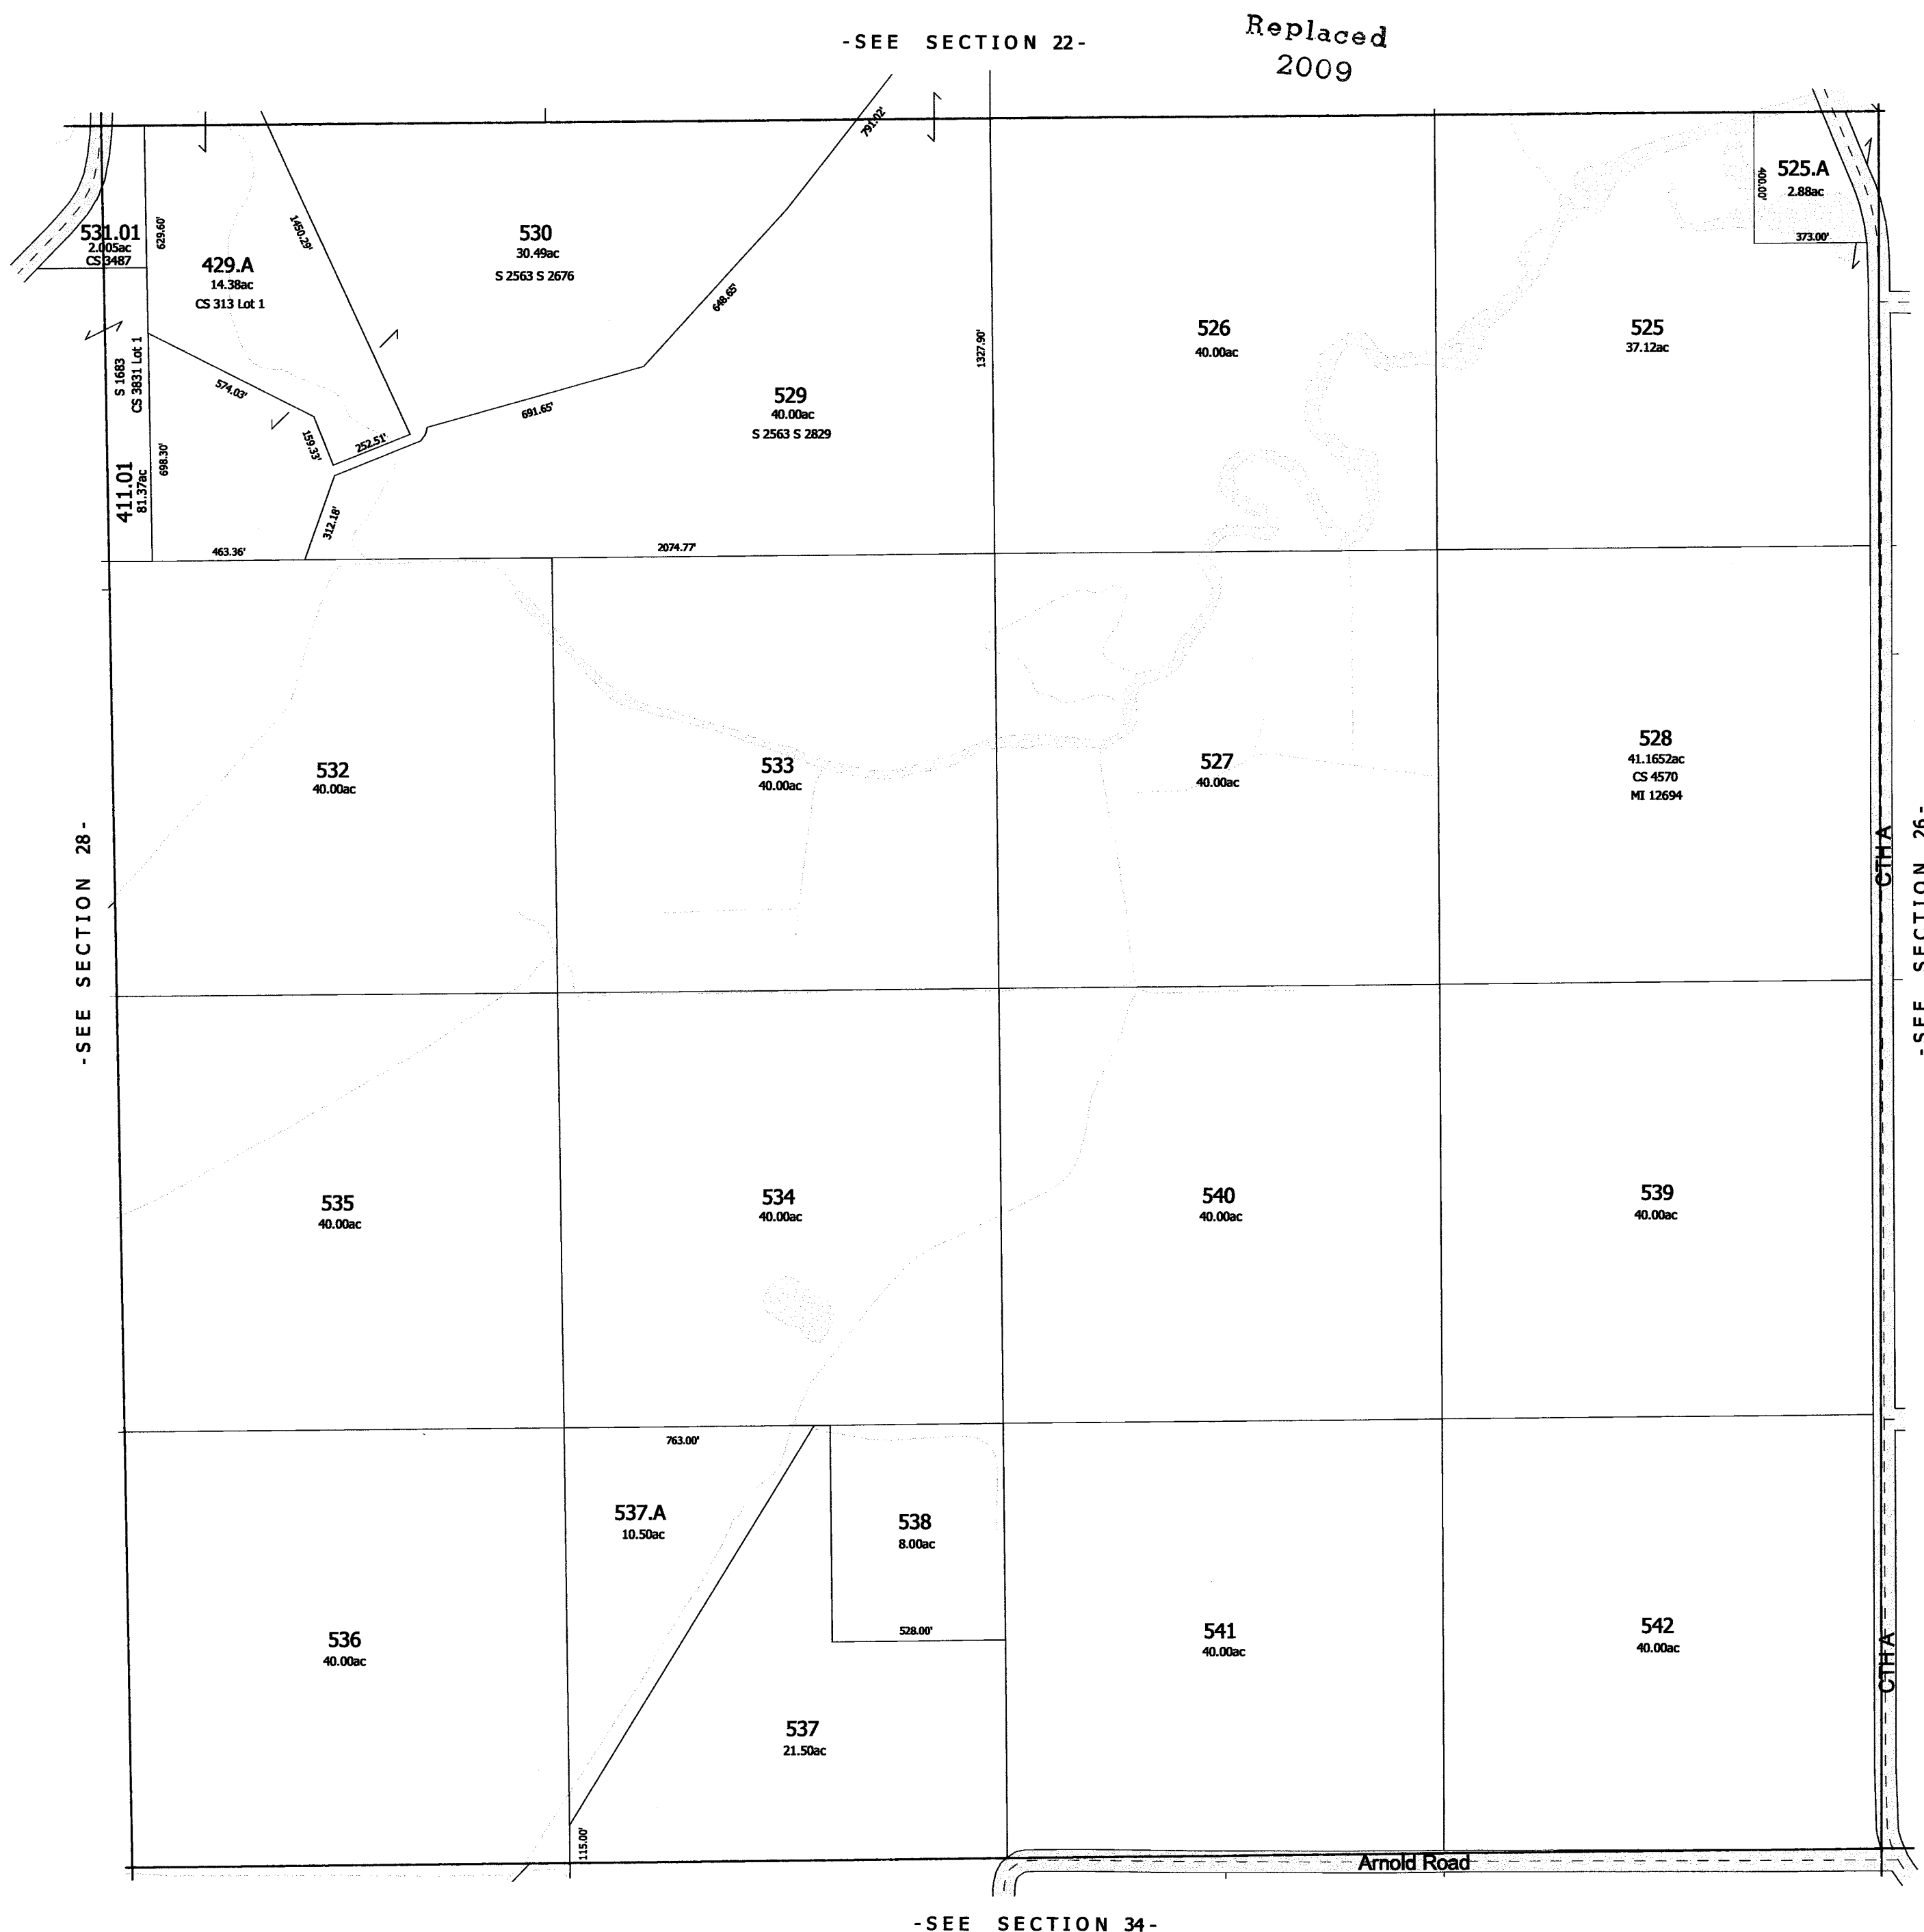 -SEE SECTION 22-
Replaced
2009
791.02'
531.01
2.005ac
CS 3487
629.60'
429.A
14.38ac
CS 313 Lot 1
1450.29'
530
30.49ac
S 2563 S 2676
648.65'
1327.90'
526
40.00ac
525
37.12ac
400.00'
525.A
2.88ac
373.00'
S 1683
CS 3831 Lot 1
411.01
81.37ac
698.30'
574.03'
159.33'
252.51'
691.65'
529
40.00ac
S 2563 S 2829
312.18'
463.36'
2074.77'
532
40.00ac
533
40.00ac
527
40.00ac
528
41.1652ac
CS 4570
MI 12694
CTH A
-SEE SECTION 28-
-SEE SECTION 26-
535
40.00ac
534
40.00ac
540
40.00ac
539
40.00ac
763.00'
537.A
10.50ac
538
8.00ac
528.00'
536
40.00ac
541
40.00ac
542
40.00ac
CTH A
537
21.50ac
115.00'
Arnold Road
-SEE SECTION 34-